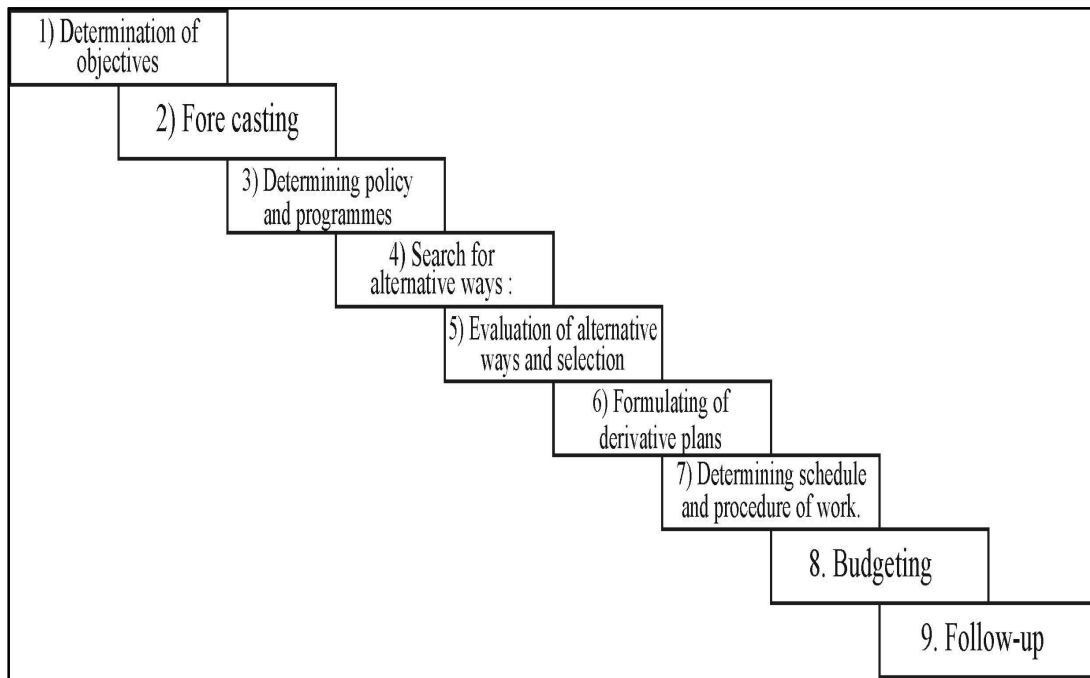 1) Determination of
objectives
2) Fore casting
3) Determining policy
and programmes
4) Search for
alternative ways :
5) Evaluation of alternative
ways and selection
6) Formulating of
derivative plans
7) Determining schedule
and procedure of work.
8. Budgeting
9. Follow-up